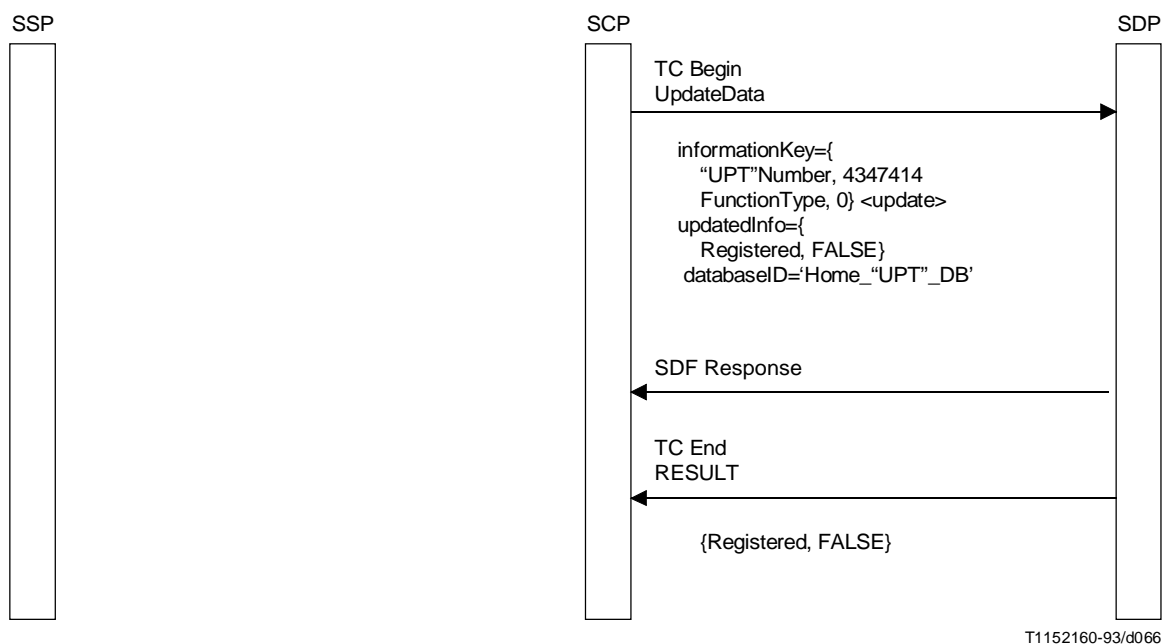 SSP
SCP
SDP
TC Begin
UpdateData
informationKey={
“UPT”Number, 4347414
FunctionType, 0} <update>
updatedInfo={
Registered, FALSE}
databaseID=‘Home_“UPT”_DB’
SDF Response
TC End
RESULT
{Registered, FALSE}
T1152160-93/d066